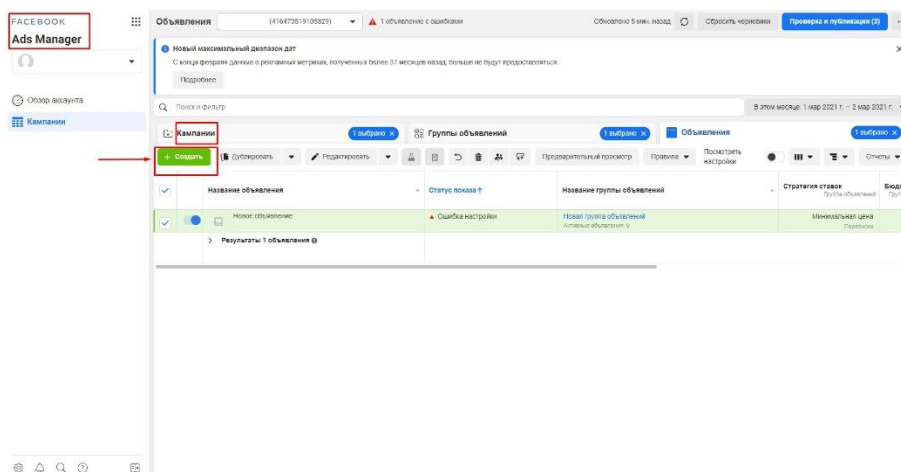 FACEBOOK
Ads Manager
Обзор аккаунта
Кампании
Объявления
(416473519105829)
1 объявление с ошибками
Обновлено 5 мин. назад
Сбросить черновики
Проверка и публикация (3)
Новый максимальный диапазон дат
С конца февраля данные о рекламных метриках, полученных более 37 месяцев назад, больше не будут предоставляться.
Подробнее
Поиск и фильтр
В этом месяце: 1 мар 2021 г. – 2 мар 2021 г.
Кампании
1 выбрано ×
Группы объявлений
1 выбрано ×
Объявления
1 выбрано ×
+ Создать
Дублировать
Редактировать
Предварительный просмотр
Правила
Посмотреть
настройки
Отчеты
Название объявления
Статус показа ↑
Название группы объявлений
Стратегия ставок
Группа объявлений
Новое объявление
Ошибка настройки
Новая группа объявлений
Активные объявления: 0
Минимальная цена
Результаты 1 объявления